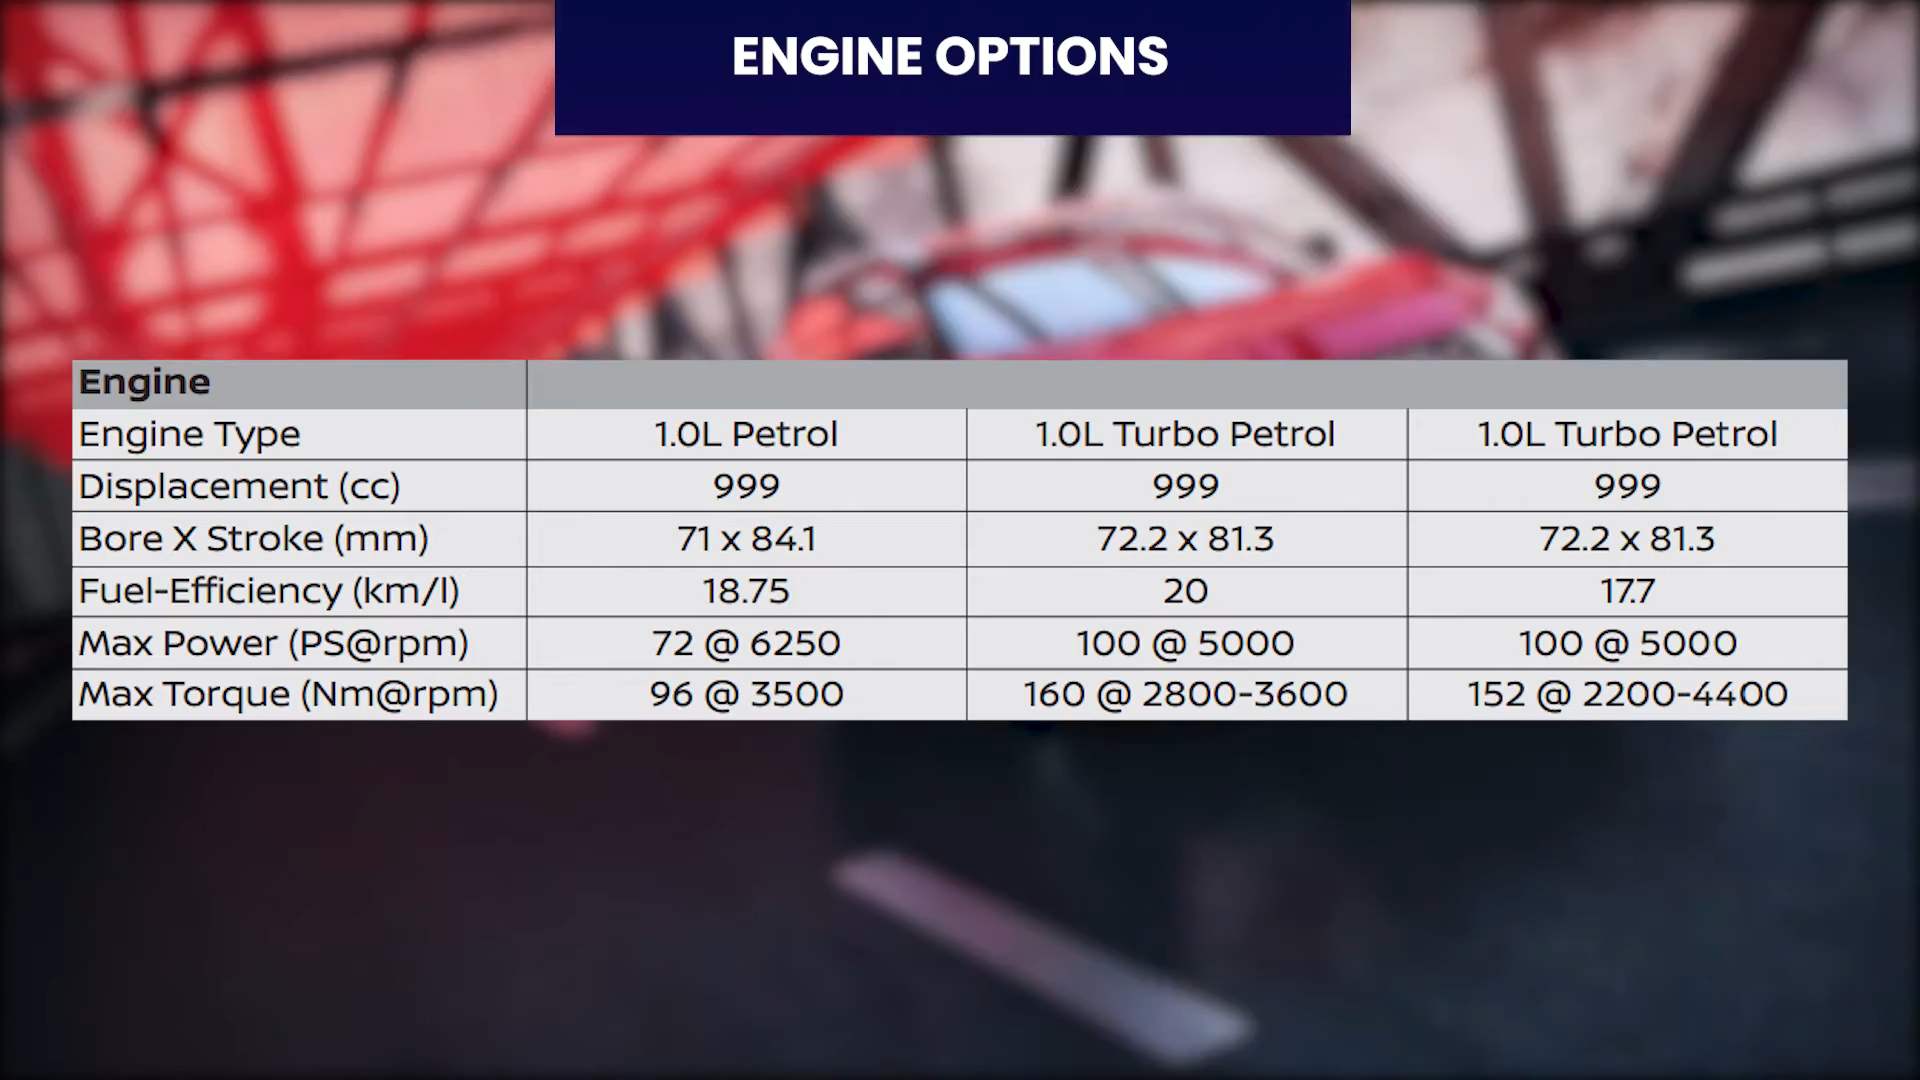 ENGINE OPTIONS
Engine
Engine Type 1.0L Petrol 1.0L Turbo Petrol 1.0L Turbo Petrol
Displacement (cc) 999 999 999
Bore X Stroke (mm) 71 x 84.1 72.2 x 81.3 72.2 x 81.3
Fuel-Efficiency (km/l) 18.75 20 17.7
Max Power (PS@rpm) 72 @ 6250 100 @ 5000 100 @ 5000
Max Torque (Nm@rpm) 96 @ 3500 160 @ 2800-3600 152 @ 2200-4400